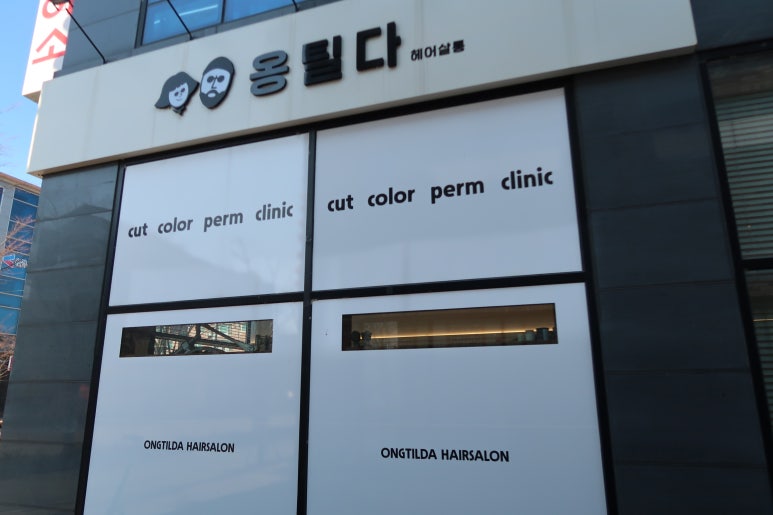 소
옹틸다 헤어살롱
cut color perm clinic
cut color perm clinic
ONGTILDA HAIRSALON
ONGTILDA HAIRSALON